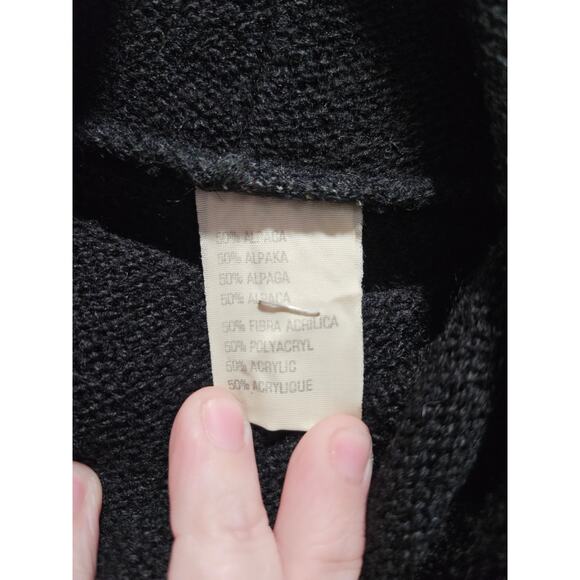 50% ALPACA
50% ALPAKA
50% ALPAGA
50% ALPACA
50% FIBRA ACRILICA
50% POLYACRYL
50% ACRYLIC
50% ACRYLIQUE